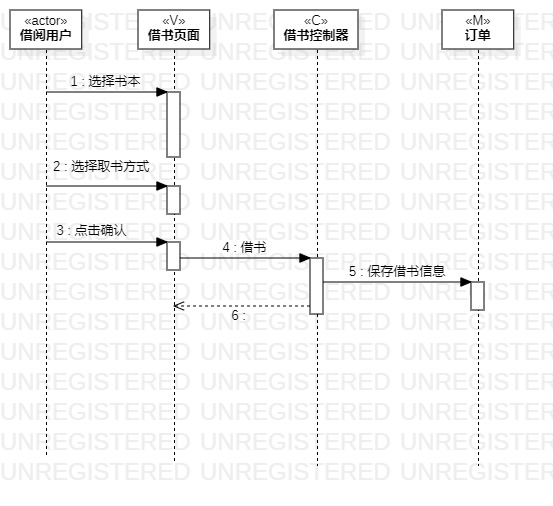 «actor»
借阅用户
«V»
借书页面
«C»
借书控制器
«M»
订单
1 : 选择书本
2 : 选择取书方式
3 : 点击确认
4 : 借书
5 : 保存借书信息
6 :
UNREGISTERED UNREGISTERED UNREGISTERED